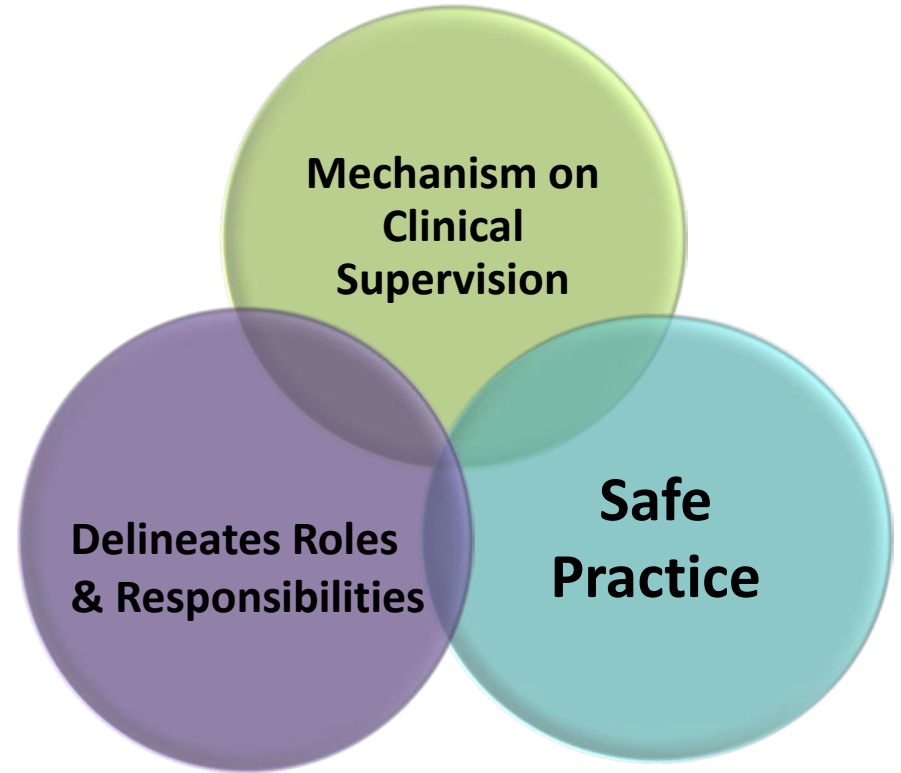 Mechanism on
Clinical
Supervision
Delineates Roles
& Responsibilities
Safe
Practice